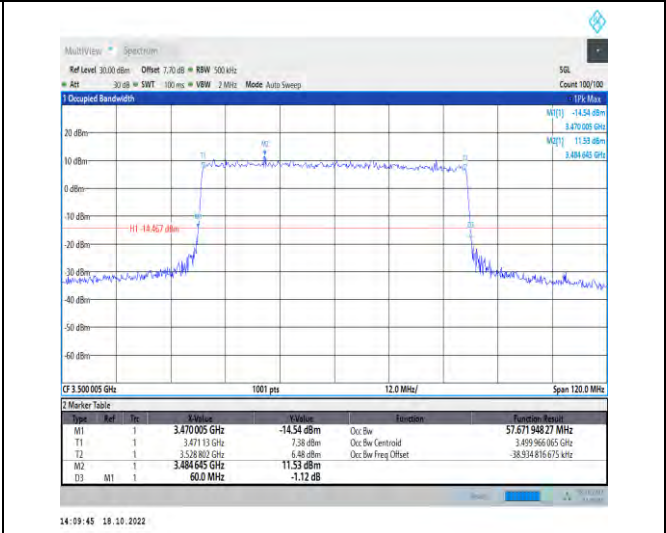 MultiView Spectrum
Ref Level 30.00 dBm Offset 7.70 dB RBW 500 kHz SGL
Att 30 dB SWT 100 ms VBW 2 MHz Mode Auto Sweep Count 100/100
1 Occupied Bandwidth 1Pk Max
M1[1] -14.54 dBm
3.470 005 GHz
M2[1] 11.53 dBm
3.484 645 GHz
20 dBm
M2
T1
10 dBm
0 dBm
-10 dBm
H1 -14.467 dBm
D3
-20 dBm
-30 dBm
-40 dBm
-50 dBm
-60 dBm
CF 3.500 005 GHz 1001 pts 12.0 MHz/ Span 120.0 MHz
2 Marker Table
Type Ref Trc X-Value Y-Value Function Function Result
M1 1 3.470 005 GHz -14.54 dBm Occ Bw 57.671 948 27 MHz
T1 1 3.471 13 GHz 7.38 dBm Occ Bw Centroid 3.499 966 065 GHz
T2 1 3.528 802 GHz 6.48 dBm Occ Bw Freq Offset -38.934 816 675 kHz
M2 1 3.484 645 GHz 11.53 dBm
D3 M1 1 60.0 MHz -1.12 dB
14:09:45 18.10.2022